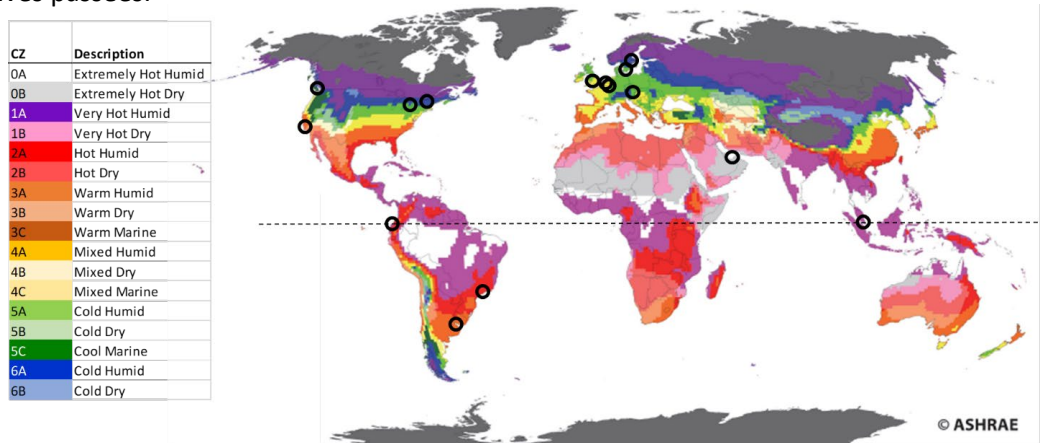 CZ Description
0A Extremely Hot Humid
0B Extremely Hot Dry
1A Very Hot Humid
1B Very Hot Dry
2A Hot Humid
2B Hot Dry
3A Warm Humid
3B Warm Dry
3C Warm Marine
4A Mixed Humid
4B Mixed Dry
4C Mixed Marine
5A Cold Humid
5B Cold Dry
5C Cool Marine
6A Cold Humid
6B Cold Dry
© ASHRAE